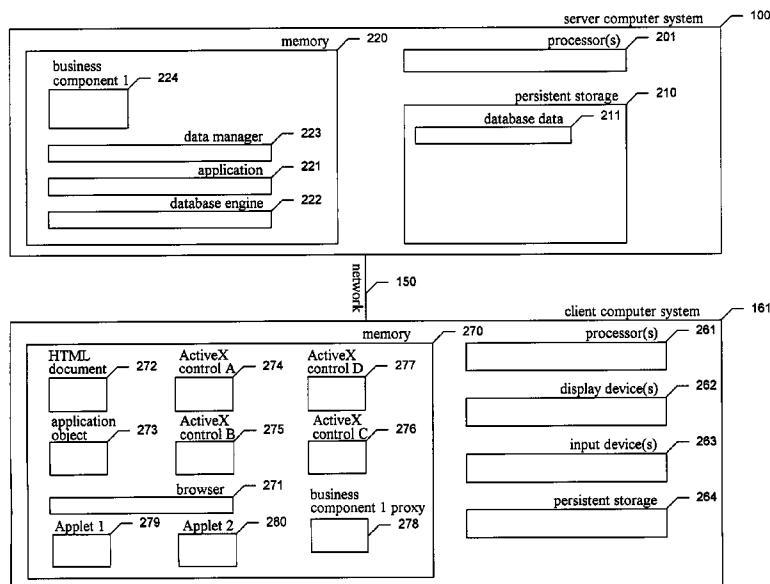 server computer system 100
memory 220
processor(s) 201
business
component 1 224
persistent storage 210
database data 211
data manager 223
application 221
database engine 222
network
150
client computer system 161
memory 270
processor(s) 261
HTML
document 272
ActiveX
control A 274
ActiveX
control D 277
display device(s) 262
application
object 273
ActiveX
control B 275
ActiveX
control C 276
input device(s) 263
browser 271
business
component 1 proxy
278
persistent storage 264
Applet 1 279
Applet 2 280